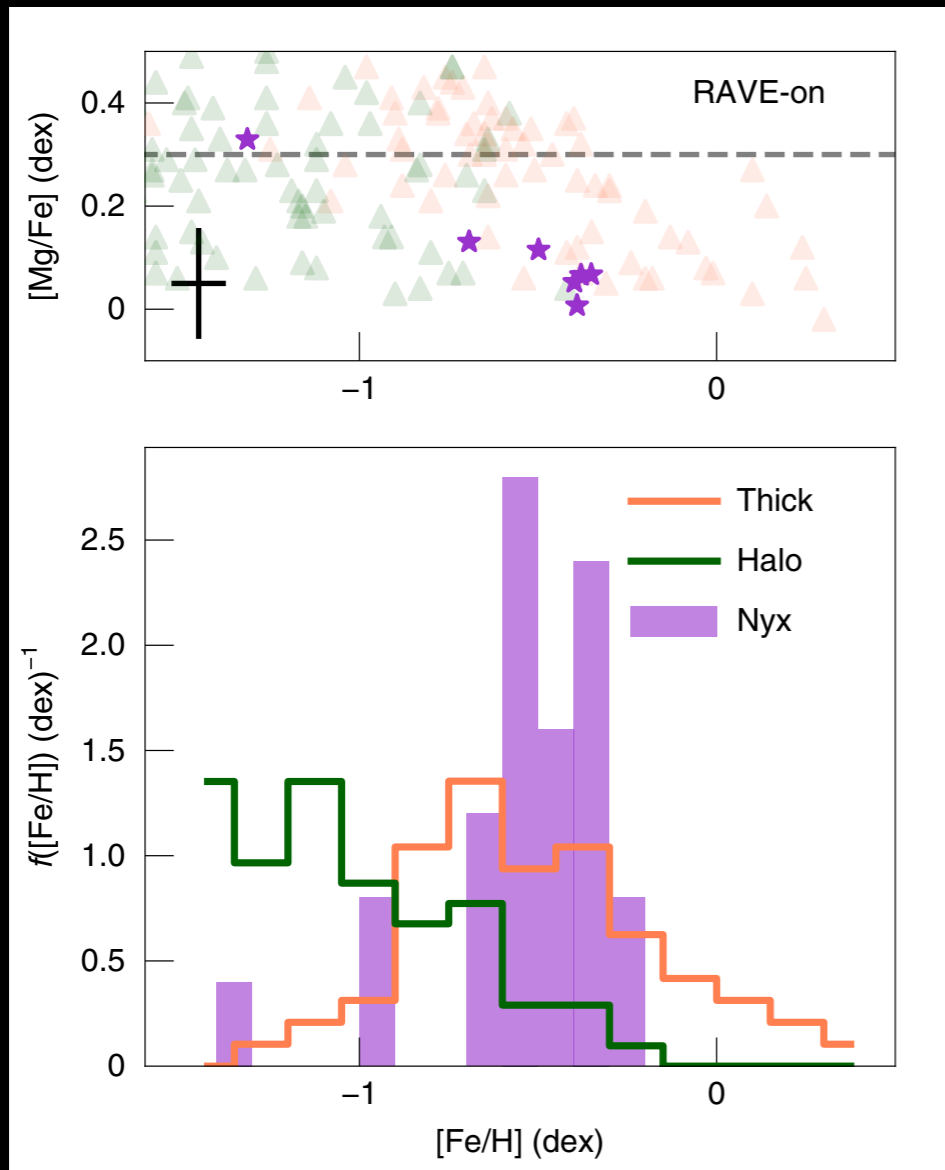 RAVE-on
[Mg/Fe] (dex)
0.4
0.2
0
−1
0
Thick
Halo
Nyx
f([Fe/H]) (dex)⁻¹
2.5
2.0
1.5
1.0
0.5
0
−1
0
[Fe/H] (dex)